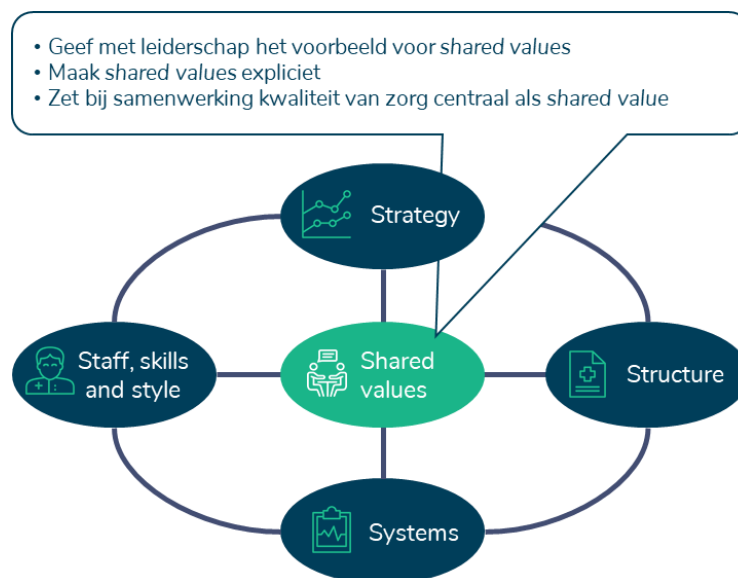 • Geef met leiderschap het voorbeeld voor shared values
• Maak shared values expliciet
• Zet bij samenwerking kwaliteit van zorg centraal als shared value
Strategy
Staff, skills
and style
Shared
values
Structure
Systems